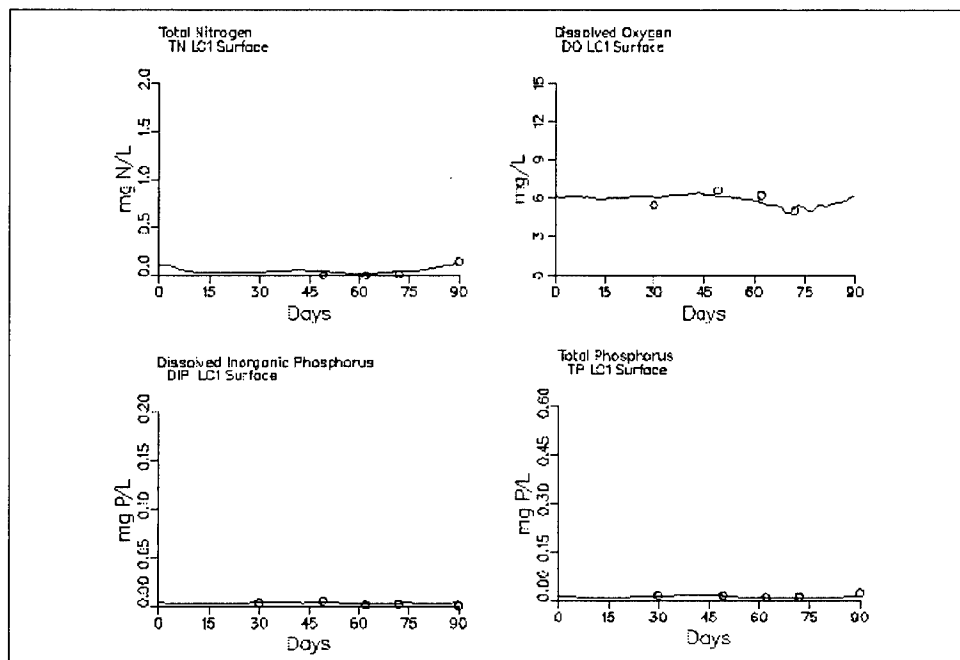 Total Nitrogen
TN LC1 Surface
mg N/L
2.0
1.5
1.0
0.5
0.0
0 15 30 45 60 75 90
Days
Dissolved Oxygen
DO LC1 Surface
mg/L
15
12
9
6
3
0
0 15 30 45 60 75 90
Days
Dissolved Inorganic Phosphorus
DIP LC1 Surface
mg P/L
0.20
0.15
0.10
0.05
0.00
0 15 30 45 60 75 90
Days
Total Phosphorus
TP LC1 Surface
mg P/L
0.60
0.45
0.30
0.15
0.00
0 15 30 45 60 75 90
Days